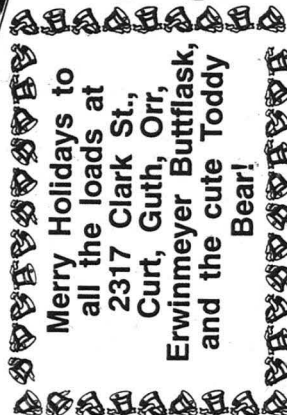 Merry Holidays to
all the loads at
2317 Clark St.,
Curt, Guth, Orr,
Erwinmeyer Buttflask,
and the cute Toddy
Bear!